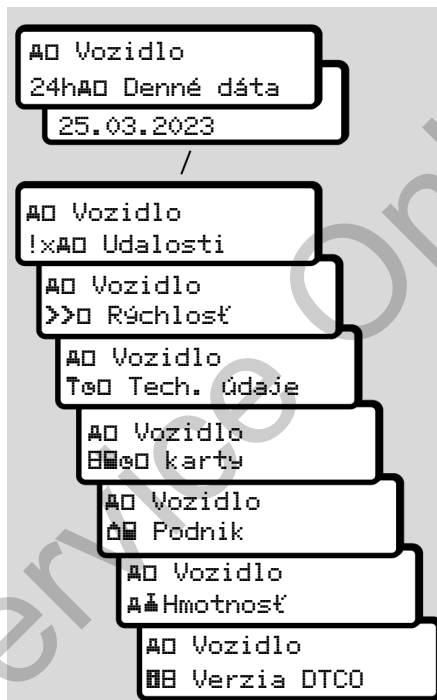 Vozidlo
24h Denné dáta
25.03.2023
/
Vozidlo
!x Udalosti
Vozidlo
>> Rýchlosť
Vozidlo
Tech. údaje
Vozidlo
karty
Vozidlo
Podnik
Vozidlo
Hmotnosť
Vozidlo
Verzia DTCO